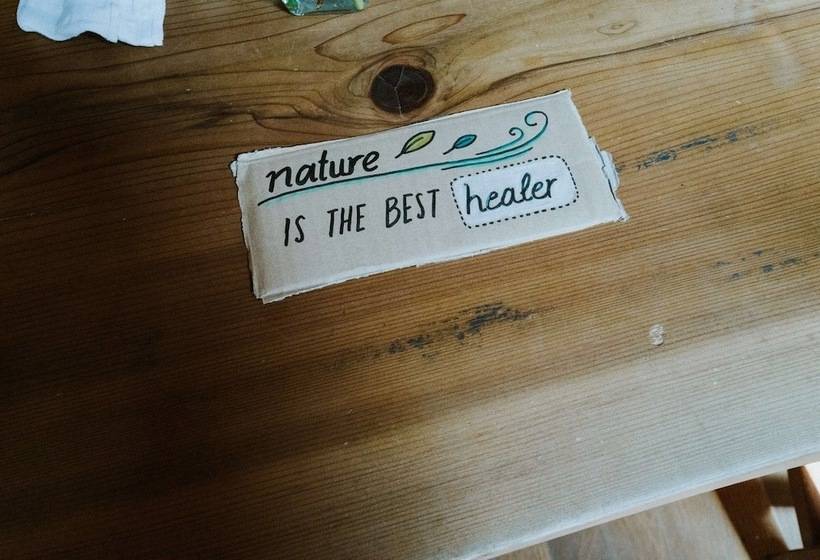 nature
IS THE BEST healer